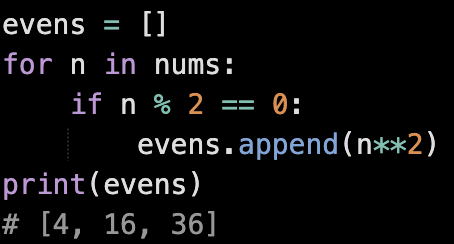 evens = []
for n in nums:
    if n % 2 == 0:
        evens.append(n**2)
print(evens)
# [4, 16, 36]